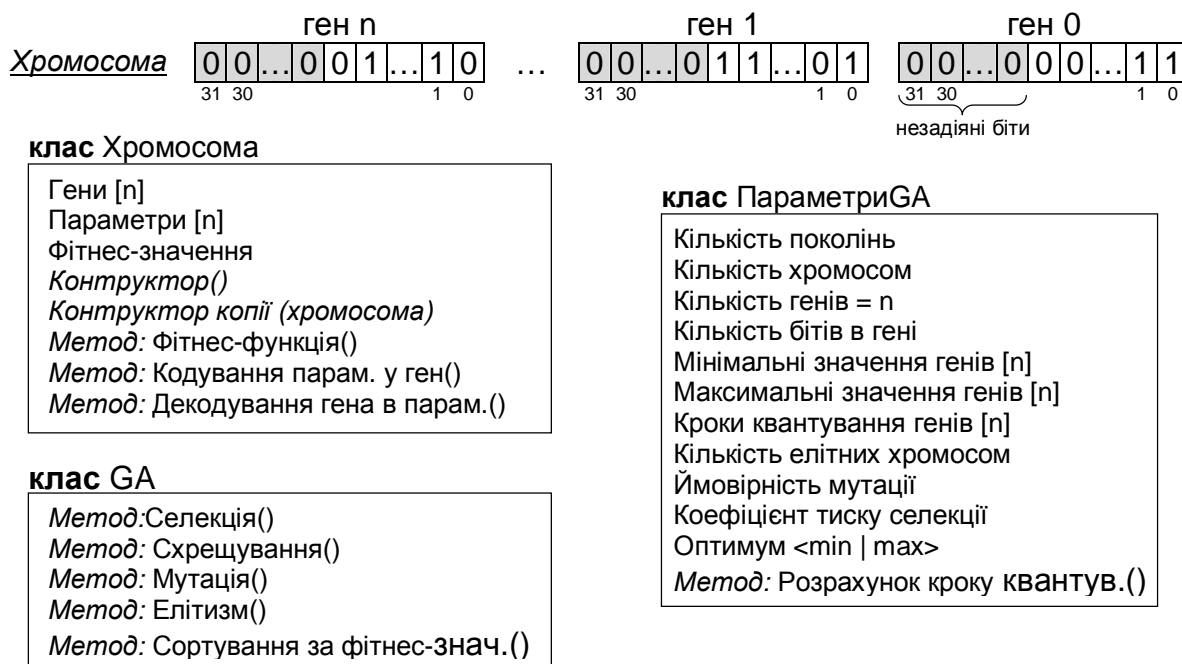 ген n ген 1 ген 0
Хромосома 0 0 ... 0 0 1 ... 1 0 ... 0 0 ... 0 1 1 ... 0 1 0 0 ... 0 0 0 ... 1 1
31 30 1 0 31 30 1 0 31 30 1 0
незадіяні біти
клас Хромосома
Гени [n]
Параметри [n]
Фітнес-значення
Контруктор()
Контруктор копії (хромосома)
Метод: Фітнес-функція()
Метод: Кодування парам. у ген()
Метод: Декодування гена в парам.()
клас GA
Метод:Селекція()
Метод: Схрещування()
Метод: Мутація()
Метод: Елітизм()
Метод: Сортування за фітнес-знач.()
клас ПараметриGA
Кількість поколінь
Кількість хромосом
Кількість генів = n
Кількість бітів в гені
Мінімальні значення генів [n]
Максимальні значення генів [n]
Кроки квантування генів [n]
Кількість елітних хромосом
Ймовірність мутації
Коефіцієнт тиску селекції
Оптимум <min | max>
Метод: Розрахунок кроку квантув.()